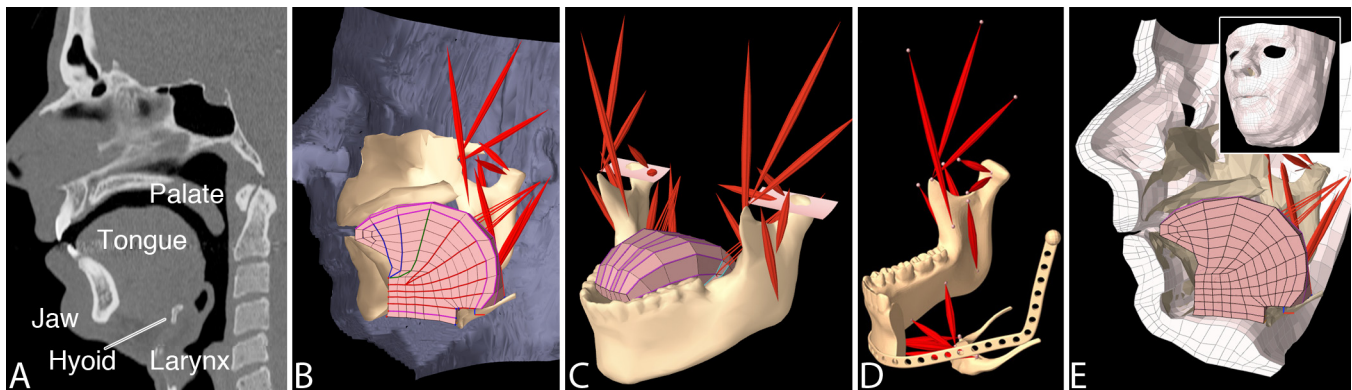 Palate
Tongue
Jaw
Hyoid
Larynx
A
B
C
D
E